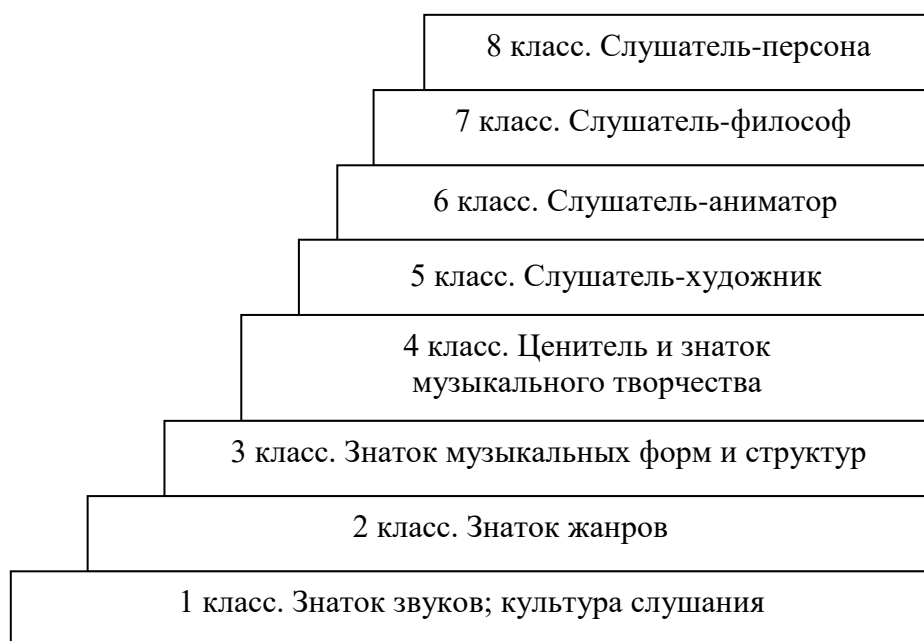 8 класс. Слушатель-персона
7 класс. Слушатель-философ
6 класс. Слушатель-аниматор
5 класс. Слушатель-художник
4 класс. Ценитель и знаток
музыкального творчества
3 класс. Знаток музыкальных форм и структур
2 класс. Знаток жанров
1 класс. Знаток звуков; культура слушания